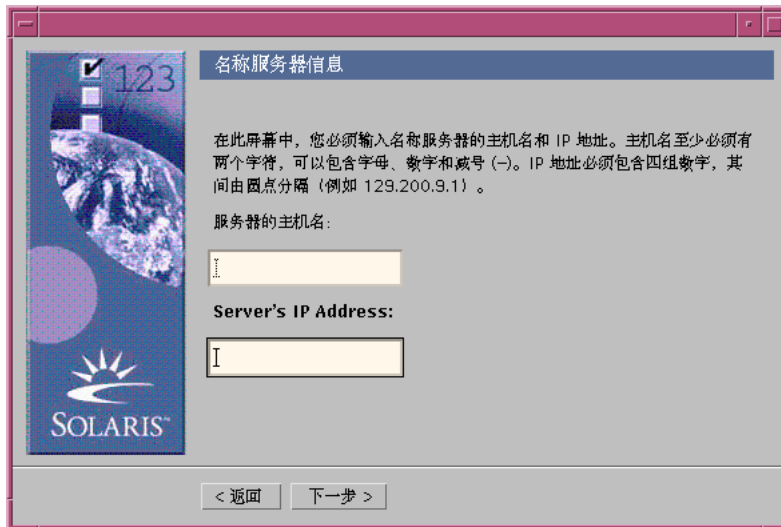 123
名称服务器信息
在此屏幕中，您必须输入名称服务器的主机名和 IP 地址。主机名至少必须有
两个字符，可以包含字母、数字和减号 (–)。IP 地址必须包含四组数字，其
间由圆点分隔（例如 129.200.9.1）。
服务器的主机名:
Server's IP Address:
SOLARIS™
< 返回
下一步 >